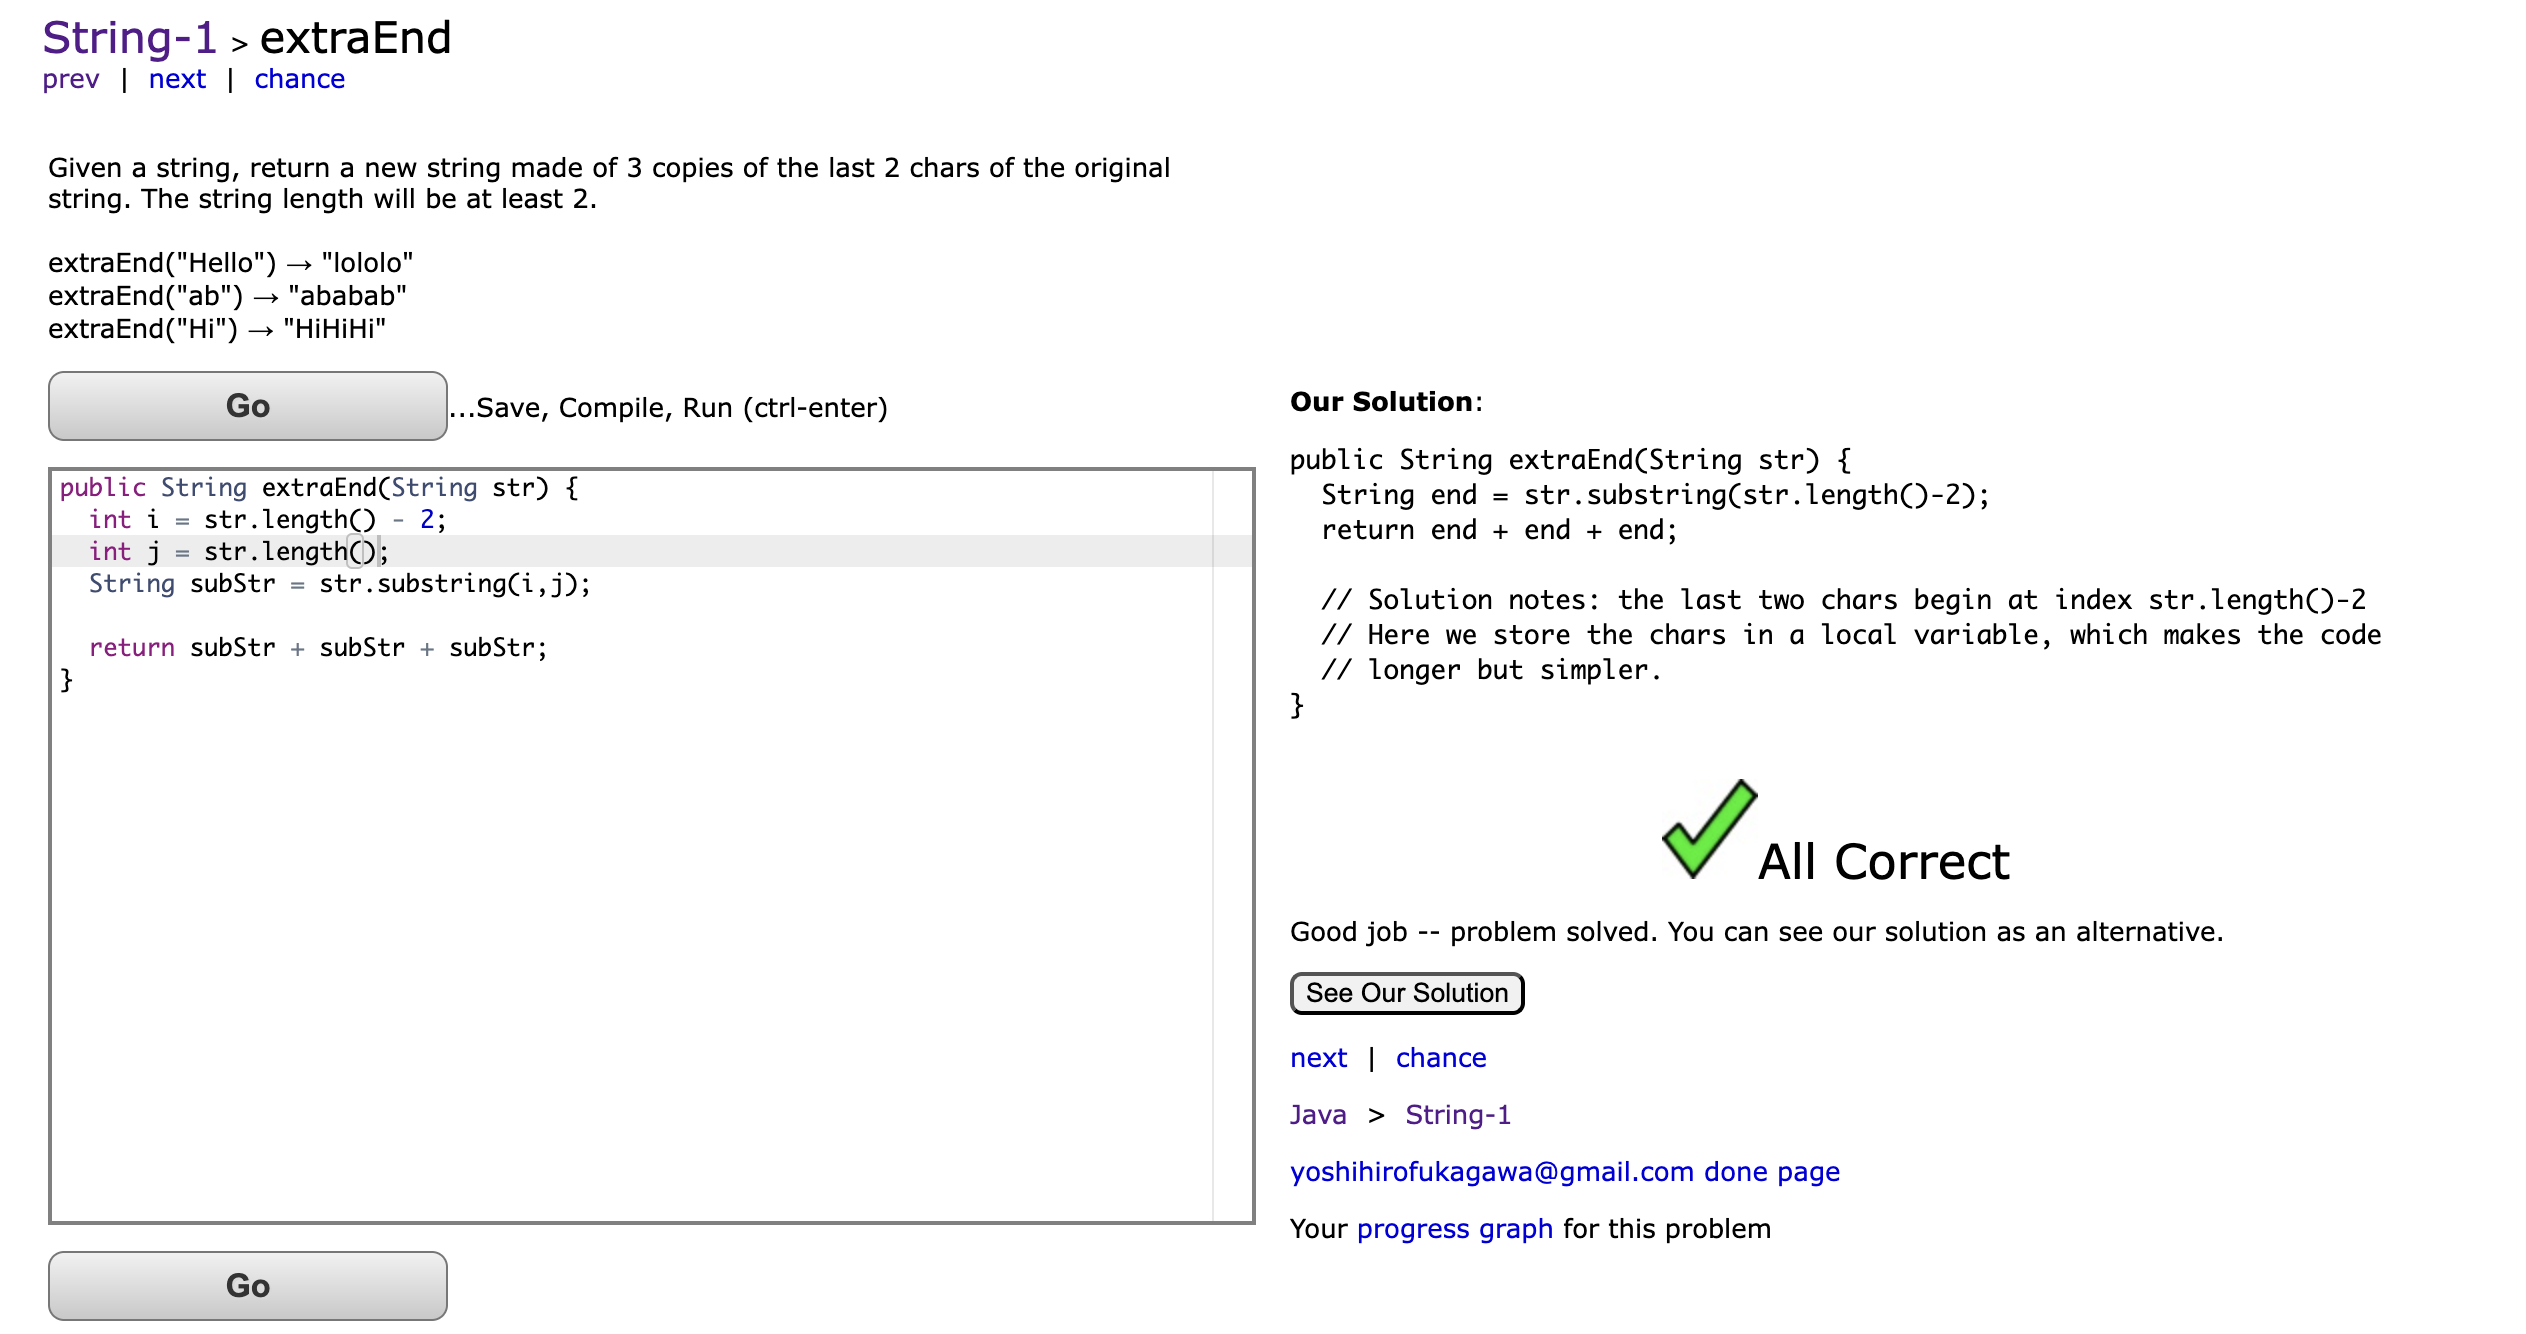 String-1 > extraEnd
prev | next | chance
Given a string, return a new string made of 3 copies of the last 2 chars of the original
string. The string length will be at least 2.
extraEnd("Hello") → "lololo"
extraEnd("ab") → "ababab"
extraEnd("Hi") → "HiHiHi"
Go
...Save, Compile, Run (ctrl-enter)
public String extraEnd(String str) {
  int i = str.length() - 2;
  int j = str.length();
  String subStr = str.substring(i,j);
  return subStr + subStr + subStr;
}
Go
Our Solution:
public String extraEnd(String str) {
  String end = str.substring(str.length()-2);
  return end + end + end;
  // Solution notes: the last two chars begin at index str.length()-2
  // Here we store the chars in a local variable, which makes the code
  // longer but simpler.
}
All Correct
Good job -- problem solved. You can see our solution as an alternative.
See Our Solution
next | chance
Java > String-1
yoshihirofukagawa@gmail.com done page
Your progress graph for this problem